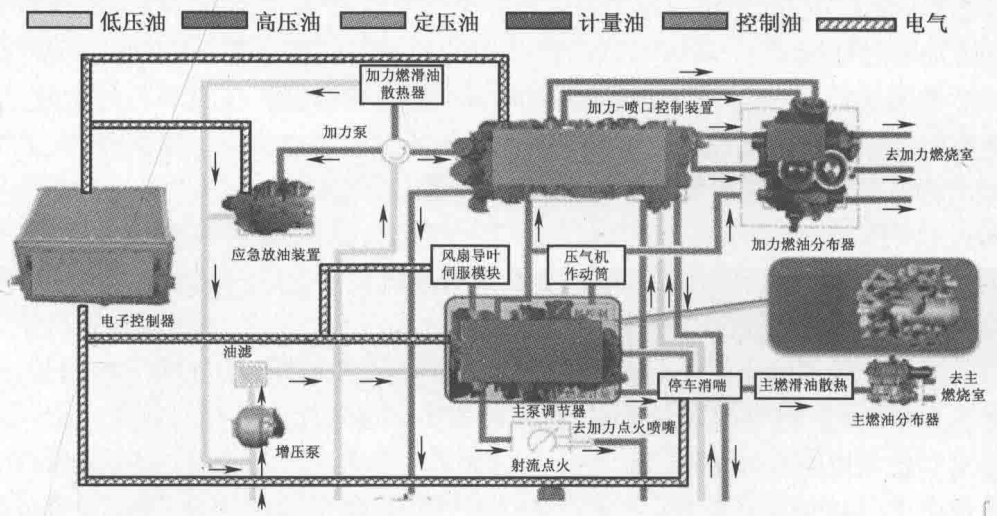 低压油 高压油 定压油 计量油 控制油 电气
加力燃滑油
散热器
加力-喷口控制装置
加力泵
去加力燃烧室
应急放油装置
风扇导叶
伺服模块
压气机
作动筒
加力燃油分布器
电子控制器
油滤
停车消喘
主燃滑油散热
去主
燃烧室
主泵调节器
去加力点火喷嘴
主燃油分布器
增压泵
射流点火